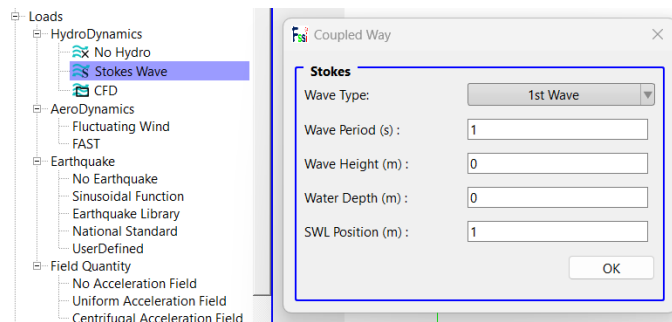 Loads
HydroDynamics
No Hydro
Stokes Wave
CFD
AeroDynamics
Fluctuating Wind
FAST
Earthquake
No Earthquake
Sinusoidal Function
Earthquake Library
National Standard
UserDefined
Field Quantity
No Acceleration Field
Uniform Acceleration Field
Centrifugal Acceleration Field
Fssi Coupled Way
Stokes
Wave Type: 1st Wave
Wave Period (s) : 1
Wave Height (m) : 0
Water Depth (m) : 0
SWL Position (m) : 1
OK